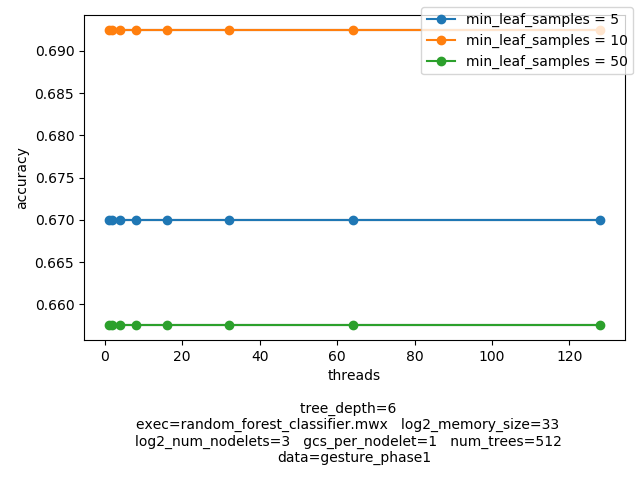 min_leaf_samples = 5
min_leaf_samples = 10
min_leaf_samples = 50
accuracy
0.690
0.685
0.680
0.675
0.670
0.665
0.660
0 20 40 60 80 100 120
threads
tree_depth=6
exec=random_forest_classifier.mwx log2_memory_size=33
log2_num_nodelets=3 gcs_per_nodelet=1 num_trees=512
data=gesture_phase1